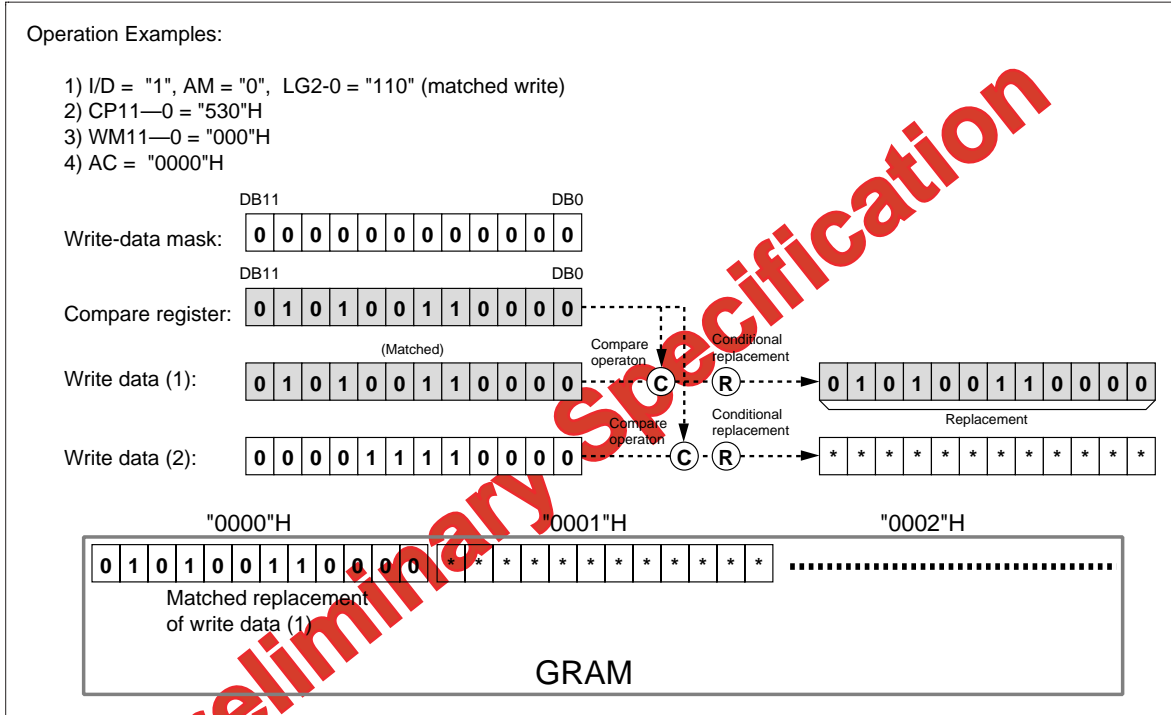 Operation Examples:
1) I/D = "1", AM = "0", LG2-0 = "110" (matched write)
2) CP11—0 = "530"H
3) WM11—0 = "000"H
4) AC = "0000"H
DB11 DB0
Write-data mask: 0 0 0 0 0 0 0 0 0 0 0 0
DB11 DB0
Compare register: 0 1 0 1 0 0 1 1 0 0 0 0
(Matched)
Compare operaton
Conditional replacement
Write data (1): 0 1 0 1 0 0 1 1 0 0 0 0 C R 0 1 0 1 0 0 1 1 0 0 0 0
Replacement
Compare operaton
Conditional replacement
Write data (2): 0 0 0 0 1 1 1 1 0 0 0 0 C R * * * * * * * * * * * *
"0000"H "0001"H "0002"H
0 1 0 1 0 0 1 1 0 0 0 0 * * * * * * * * * * * *
Matched replacement
of write data (1)
GRAM
reliminary Specification